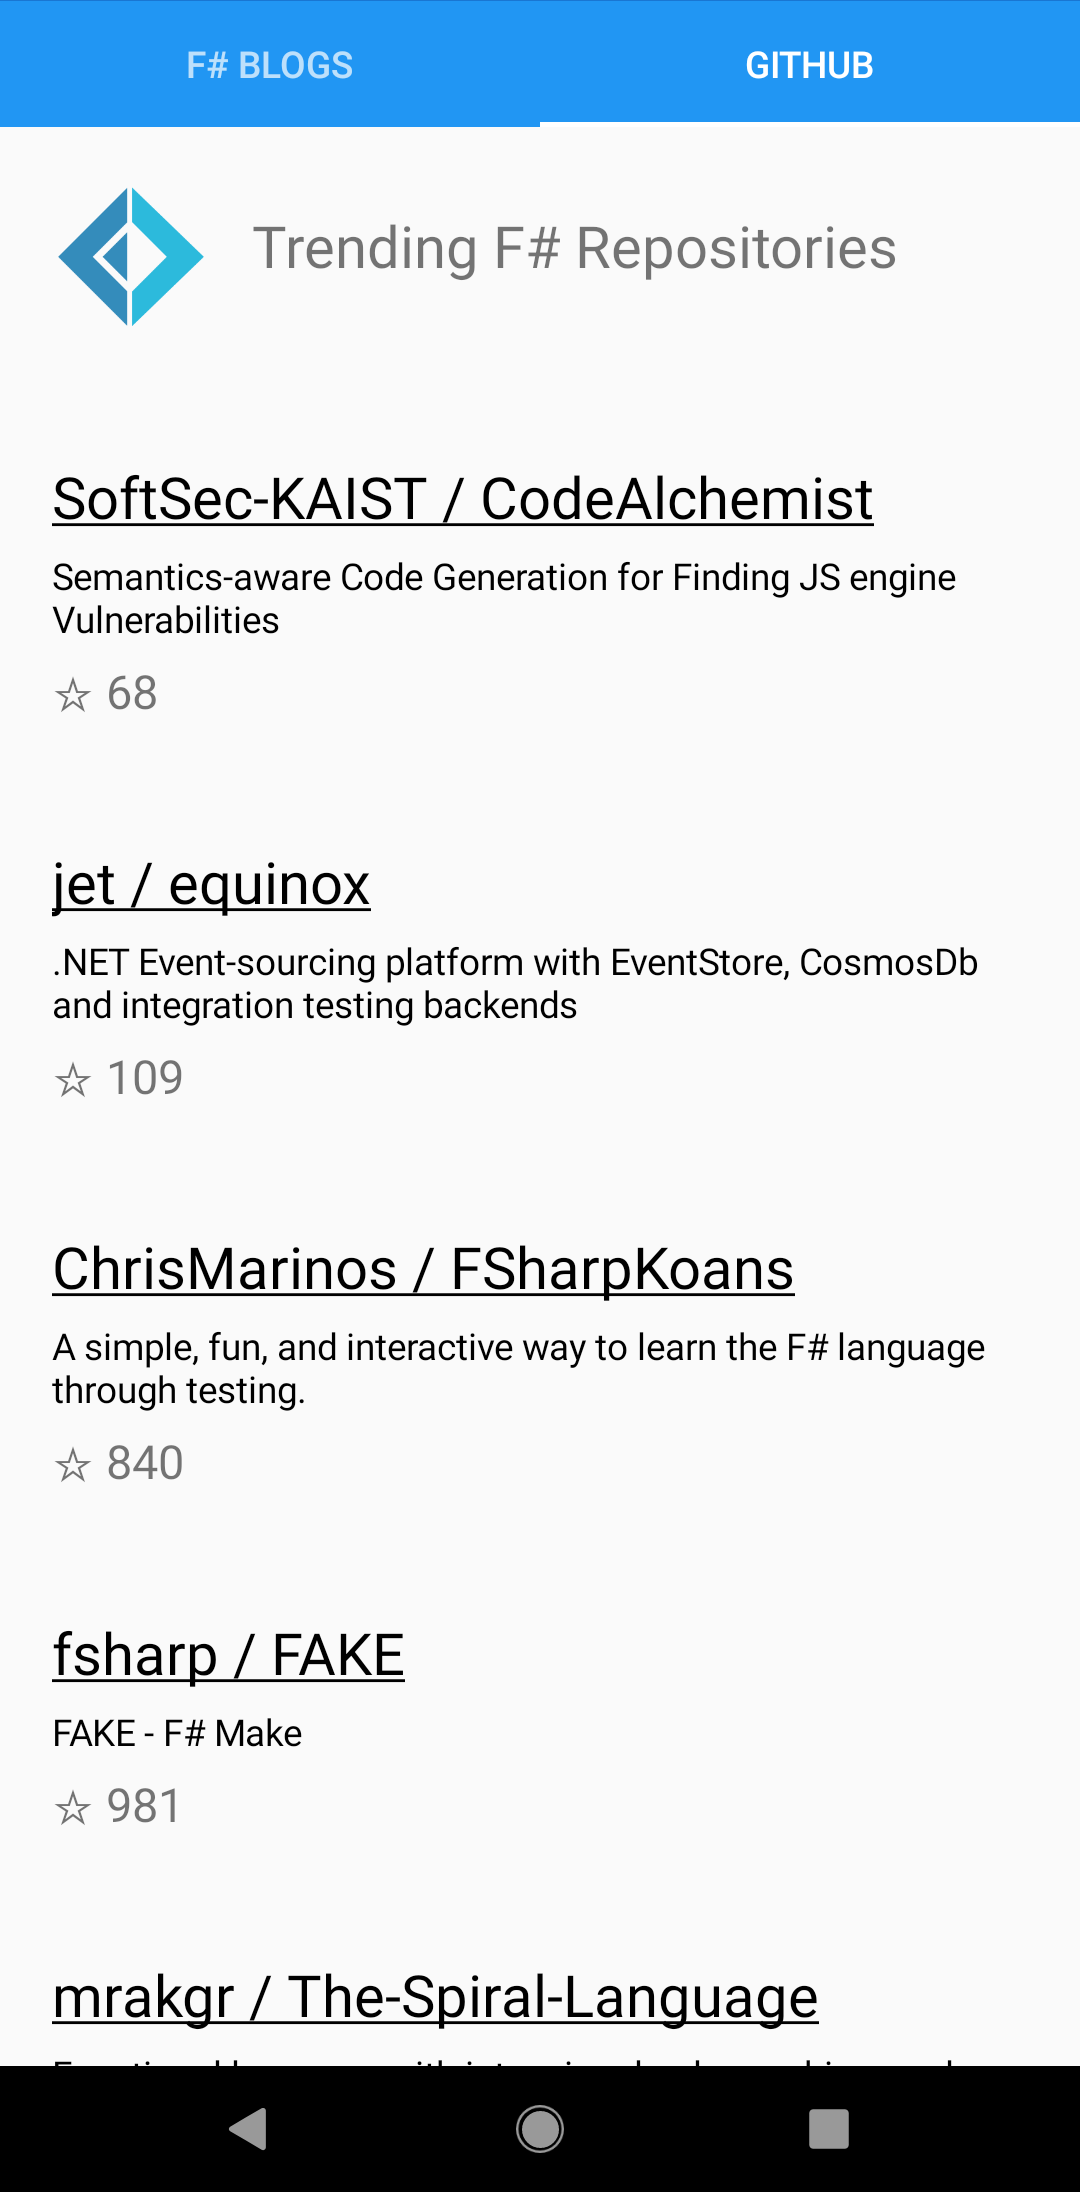 F# BLOGS
GITHUB
Trending F# Repositories
SoftSec-KAIST / CodeAlchemist
Semantics-aware Code Generation for Finding JS engine
Vulnerabilities
☆ 68
jet / equinox
.NET Event-sourcing platform with EventStore, CosmosDb
and integration testing backends
☆ 109
ChrisMarinos / FSharpKoans
A simple, fun, and interactive way to learn the F# language
through testing.
☆ 840
fsharp / FAKE
FAKE - F# Make
☆ 981
mrakgr / The-Spiral-Language